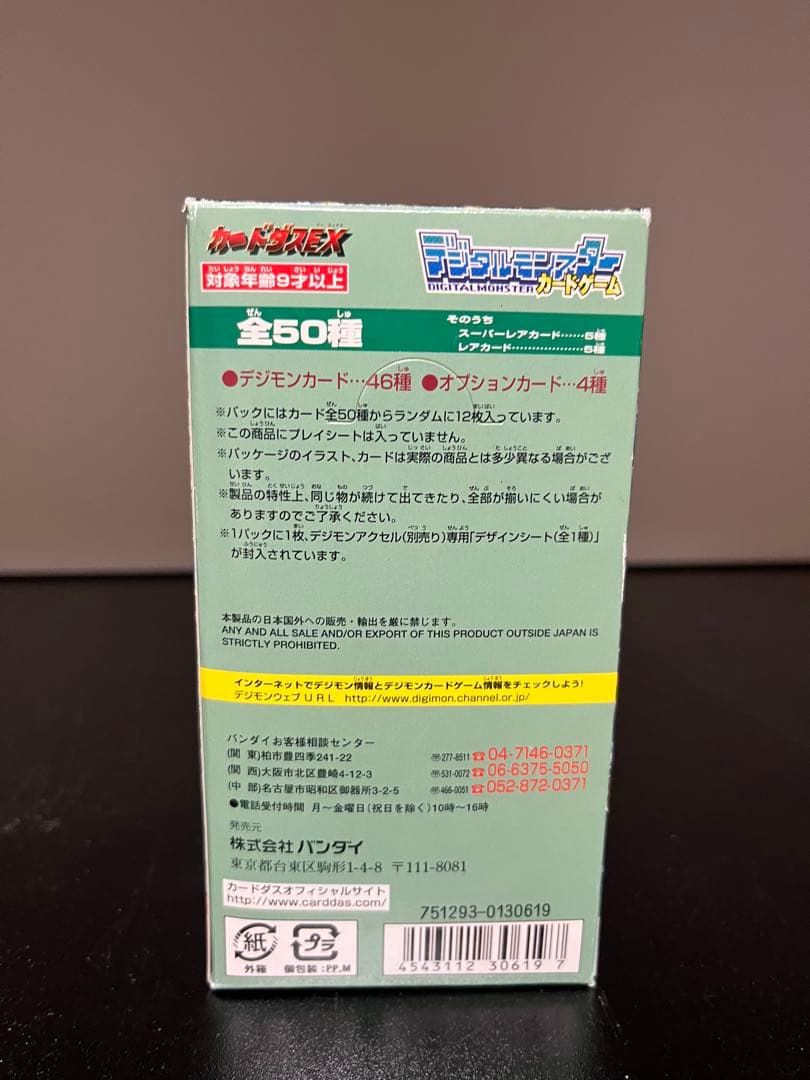 カードダスEX
対象年齢9才以上
デジタルモンスター
DIGITAL MONSTER カードゲーム
全50種
そのうち
スーパーレアカード……5種
レアカード………………5種
●デジモンカード…46種 ●オプションカード…4種
※パックにはカード全50種からランダムに12枚入っています。
※この商品にプレイシートは入っていません。
※パッケージのイラスト、カードは実際の商品とは多少異なる場合がござ
います。
※製品の特性上、同じ物が続けて出てきたり、全部が揃いにくい場合が
ありますのでご了承ください。
※1パックに1枚、デジモンアクセル(別売り)専用「デザインシート(全1種)」
が封入されています。
本製品の日本国外への販売・輸出を厳に禁じます。
ANY AND ALL SALE AND/OR EXPORT OF THIS PRODUCT OUTSIDE JAPAN IS
STRICTLY PROHIBITED.
インターネットでデジモン情報とデジモンカードゲーム情報をチェックしよう!
デジモンウェブ URL http://www.digimon.channel.or.jp/
バンダイお客様相談センター
(関 東)柏市豊四季241-22 〠277-8511 ☎04-7146-0371
(関 西)大阪市北区豊崎4-12-3 〠531-0072 ☎06-6375-5050
(中 部)名古屋市昭和区御器所3-2-5 〠466-0051 ☎052-872-0371
●電話受付時間 月〜金曜日(祝日を除く)10時〜16時
発売元
株式会社 バンダイ
東京都台東区駒形1-4-8 〒111-8081
カードダスオフィシャルサイト
http://www.carddas.com/
751293-0130619
紙
外箱
プラ
個包装:PP,M
4543112 306197